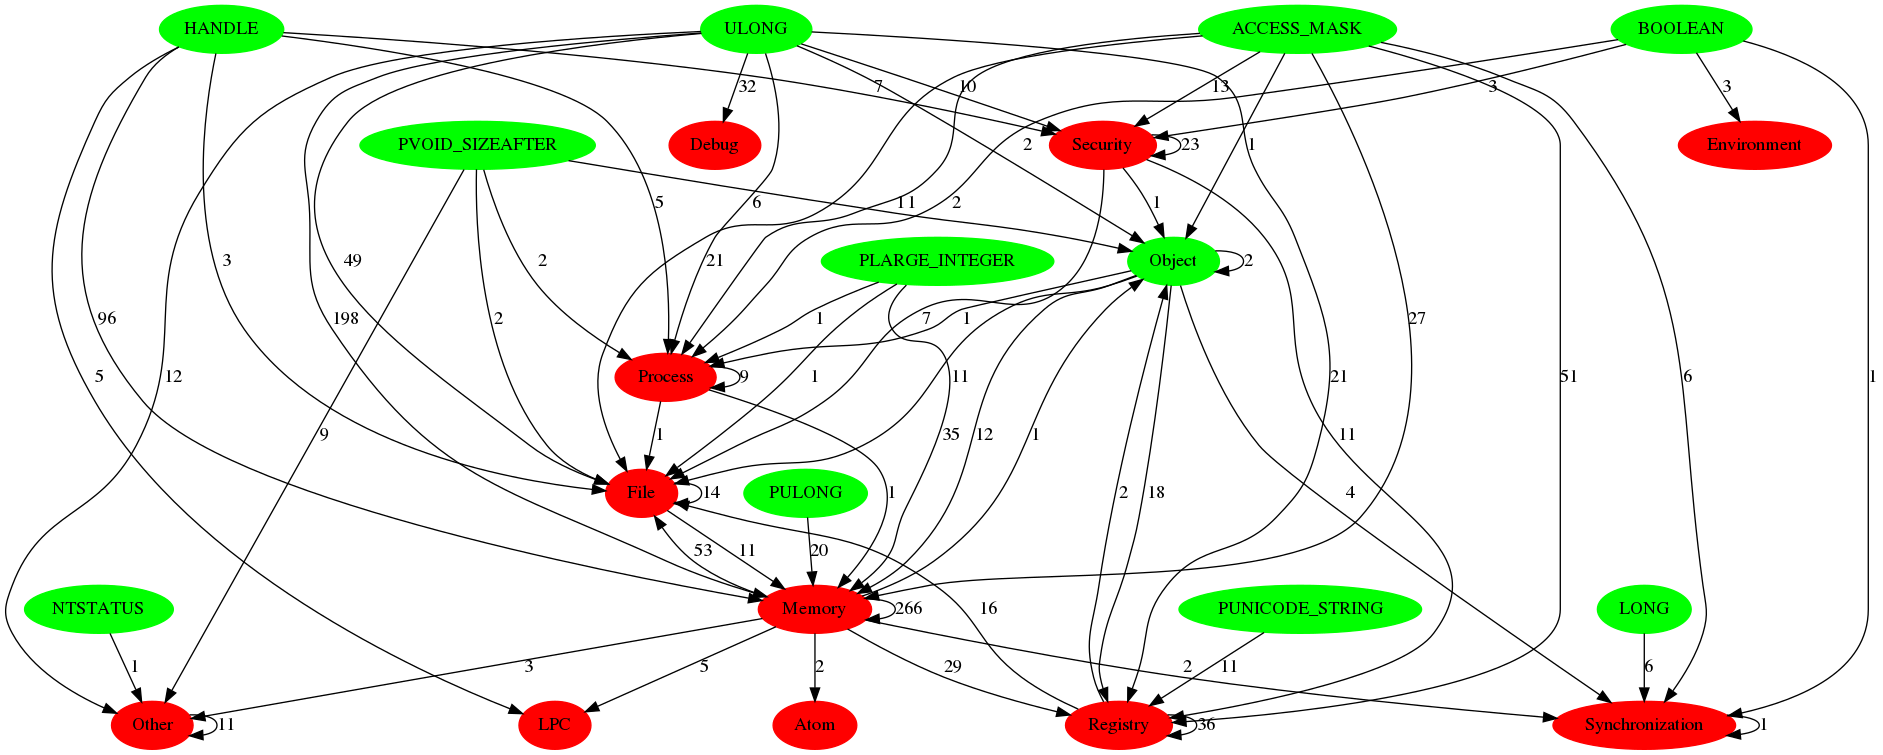 HANDLE ULONG ACCESS_MASK BOOLEAN
32 7 10 13 3 3
PVOID_SIZEAFTER Debug Security 23 2 1 Environment
5 6 11 2 1
3 49 21 PLARGE_INTEGER Object 2
96 198 2 2 1 7 1 27
5 12 Process 9 1 11 51 6 1 21
9 1 35 12 1 11
File 14 PULONG 2 18 4
53 11 20 1
NTSTATUS Memory 266 16 PUNICODE_STRING LONG
1 3 5 2 29 11 2 6
Other 11 LPC Atom Registry 36 Synchronization 1